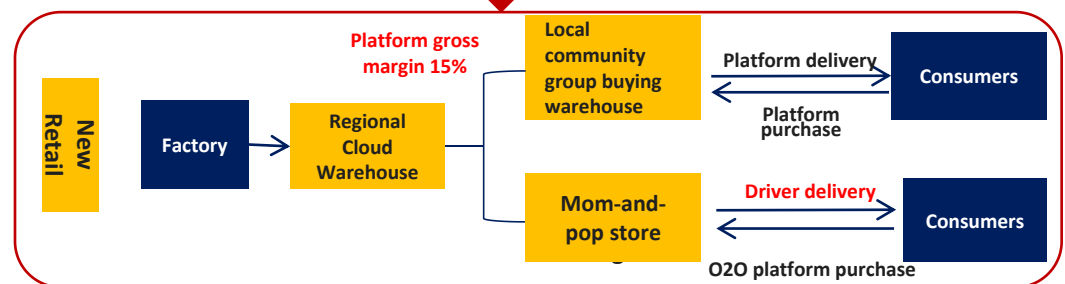 New
Retail
Factory
Regional
Cloud
Warehouse
Platform gross
margin 15%
Local
community
group buying
warehouse
Platform delivery
Platform
purchase
Consumers
Mom-and-
pop store
Driver delivery
O2O platform purchase
Consumers